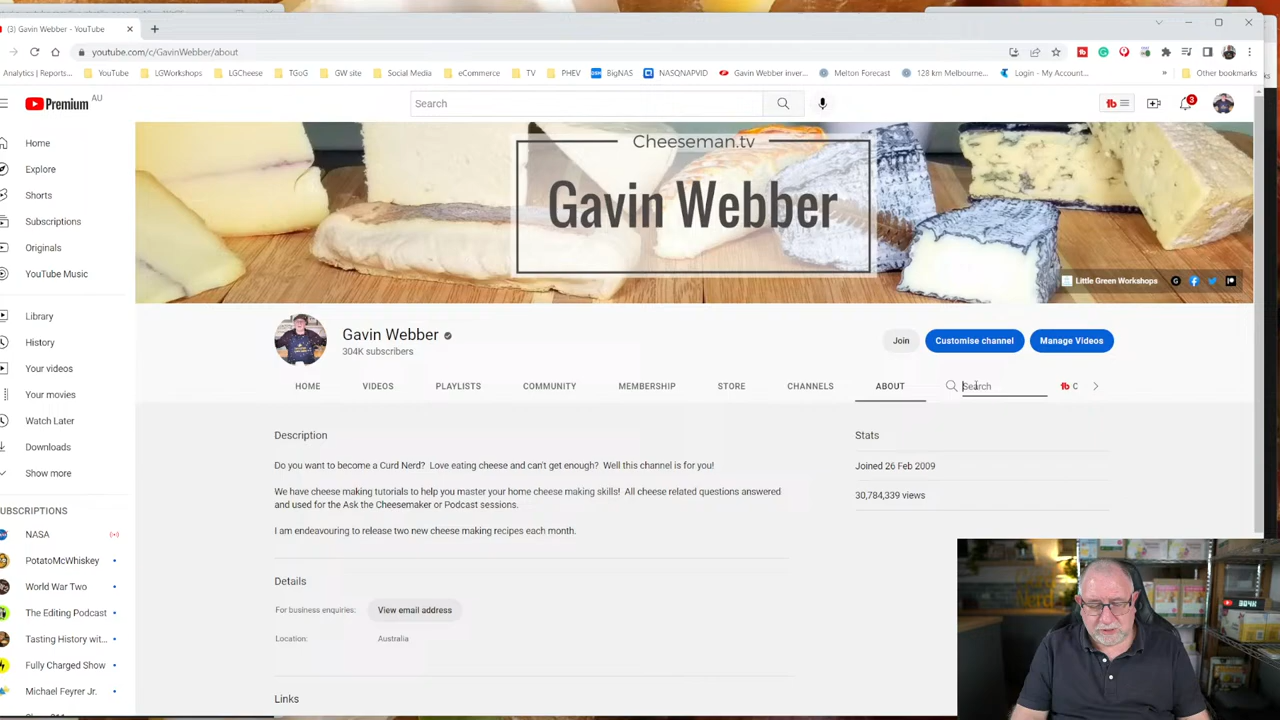 (3) Gavin Webber - YouTube
youtube.com/c/GavinWebber/about
Analytics | Reports...
YouTube
LGWorkshops
LGCheese
TGoG
GW site
Social Media
eCommerce
TV
PHEV
BigNAS
NASQNAPVID
Gavin Webber inver...
Melton Forecast
128 km Melbourne...
Login - My Account...
»
Other bookmarks
Premium AU
Search
3
Home
Explore
Shorts
Subscriptions
Originals
YouTube Music
Library
History
Your videos
Your movies
Watch Later
Downloads
Show more
SUBSCRIPTIONS
NASA
PotatoMcWhiskey
World War Two
The Editing Podcast
Tasting History wit...
Fully Charged Show
Michael Feyrer Jr.
Cheeseman.tv
Gavin Webber
Little Green Workshops
Gavin Webber
304K subscribers
Join
Customise channel
Manage Videos
HOME
VIDEOS
PLAYLISTS
COMMUNITY
MEMBERSHIP
STORE
CHANNELS
ABOUT
Search
tb C
Description
Do you want to become a Curd Nerd? Love eating cheese and can't get enough? Well this channel is for you!
We have cheese making tutorials to help you master your home cheese making skills! All cheese related questions answered
and used for the Ask the Cheesemaker or Podcast sessions.
I am endeavouring to release two new cheese making recipes each month.
Details
For business enquiries:
View email address
Location:
Australia
Links
Stats
Joined 26 Feb 2009
30,784,339 views
304K